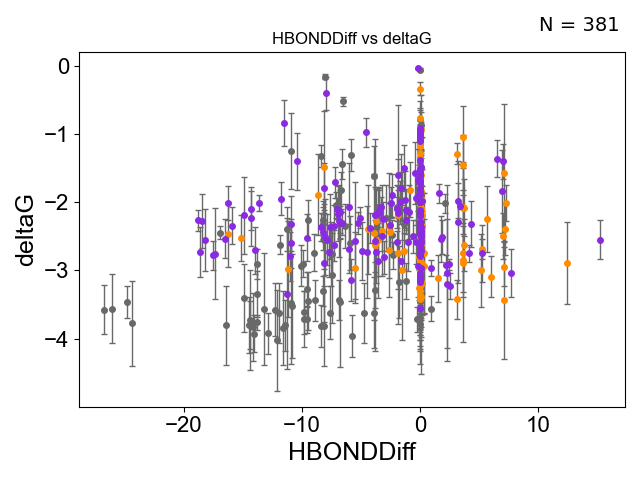 N = 381
HBONDDiff vs deltaG
deltaG
0
−1
−2
−3
−4
−20
−10
0
10
HBONDDiff